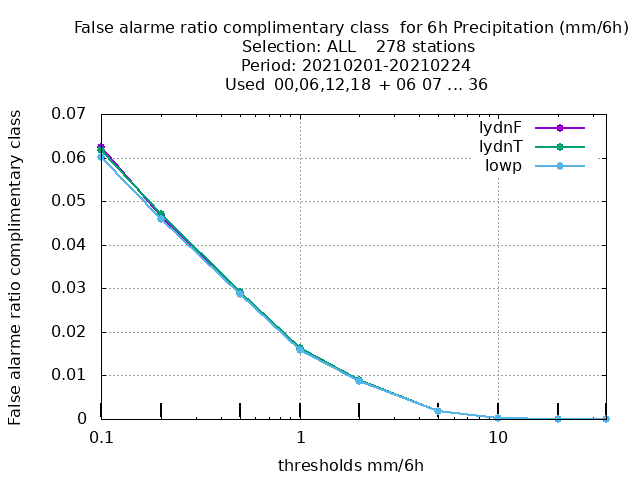 False alarme ratio complimentary class  for 6h Precipitation (mm/6h)
Selection: ALL    278 stations
Period: 20210201-20210224
Used  00,06,12,18 + 06 07 ... 36
False alarme ratio complimentary class
0.07
0.06
0.05
0.04
0.03
0.02
0.01
0
lydnF
lydnT
lowp
0.1
1
10
thresholds mm/6h